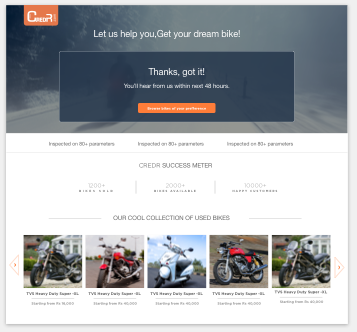 CREDR
Let us help you,Get your dream bike!
Thanks, got it!
You'll hear from us within next 48 hours.
Browse bikes of your preference
Inspected on 80+ parameters
Inspected on 80+ parameters
Inspected on 80+ parameters
CREDR SUCCESS METER
1200+
BIKES SOLD
2000+
BIKES AVAILABLE
10000+
HAPPY CUSTOMERS
OUR COOL COLLECTION OF USED BIKES
TVS Heavy Duty Super -XL
Starting from Rs 40,000
TVS Heavy Duty Super -XL
Starting from Rs 40,000
TVS Heavy Duty Super -XL
Starting from Rs 40,000
TVS Heavy Duty Super -XL
Starting from Rs 40,000
TVS Heavy Duty Super -XL
Starting from Rs 40,000